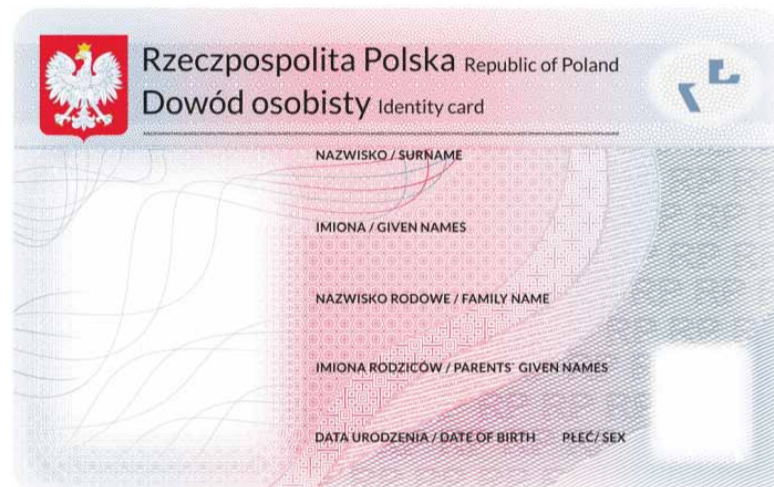 Rzeczpospolita Polska Republic of Poland
Dowód osobisty Identity card
NAZWISKO / SURNAME
IMIONA / GIVEN NAMES
NAZWISKO RODOWE / FAMILY NAME
IMIONA RODZICÓW / PARENTS` GIVEN NAMES
DATA URODZENIA / DATE OF BIRTH PŁEĆ/ SEX